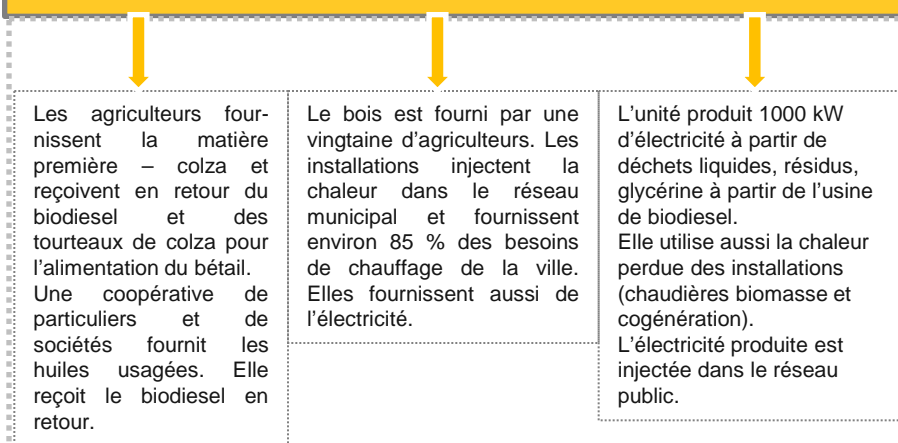 Les agriculteurs four-
nissent la matière
première – colza et
reçoivent en retour du
biodiesel et des
tourteaux de colza pour
l'alimentation du bétail.
Une coopérative de
particuliers et de
sociétés fournit les
huiles usagées. Elle
reçoit le biodiesel en
retour.
Le bois est fourni par une
vingtaine d'agriculteurs. Les
installations injectent la
chaleur dans le réseau
municipal et fournissent
environ 85 % des besoins
de chauffage de la ville.
Elles fournissent aussi de
l'électricité.
L'unité produit 1000 kW
d'électricité à partir de
déchets liquides, résidus,
glycérine à partir de l'usine
de biodiesel.
Elle utilise aussi la chaleur
perdue des installations
(chaudières biomasse et
cogénération).
L'électricité produite est
injectée dans le réseau
public.